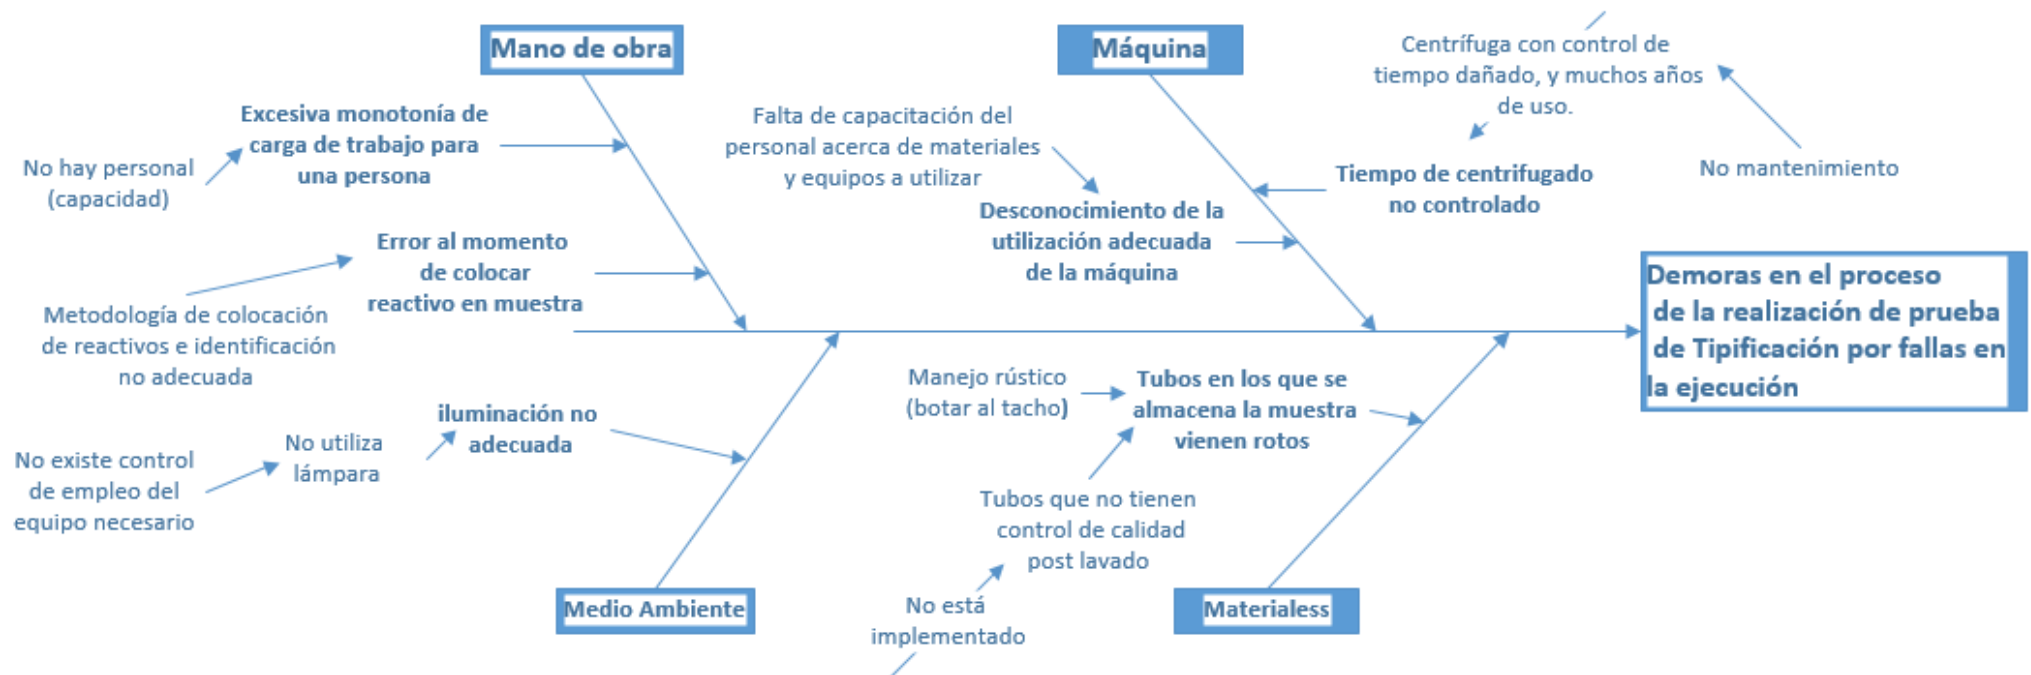 Mano de obra
Máquina
Centrífuga con control de
tiempo dañado, y muchos años
de uso.
Excesiva monotonía de
carga de trabajo para
una persona
No hay personal
(capacidad)
Falta de capacitación del
personal acerca de materiales
y equipos a utilizar
Tiempo de centrifugado
no controlado
No mantenimiento
Desconocimiento de la
utilización adecuada
de la máquina
Error al momento
de colocar
reactivo en muestra
Metodología de colocación
de reactivos e identificación
no adecuada
Demoras en el proceso
de la realización de prueba
de Tipificación por fallas en
la ejecución
Manejo rústico
(botar al tacho)
Tubos en los que se
almacena la muestra
vienen rotos
iluminación no
adecuada
No utiliza
lámpara
No existe control
de empleo del
equipo necesario
Tubos que no tienen
control de calidad
post lavado
No está
implementado
Medio Ambiente
Materialess